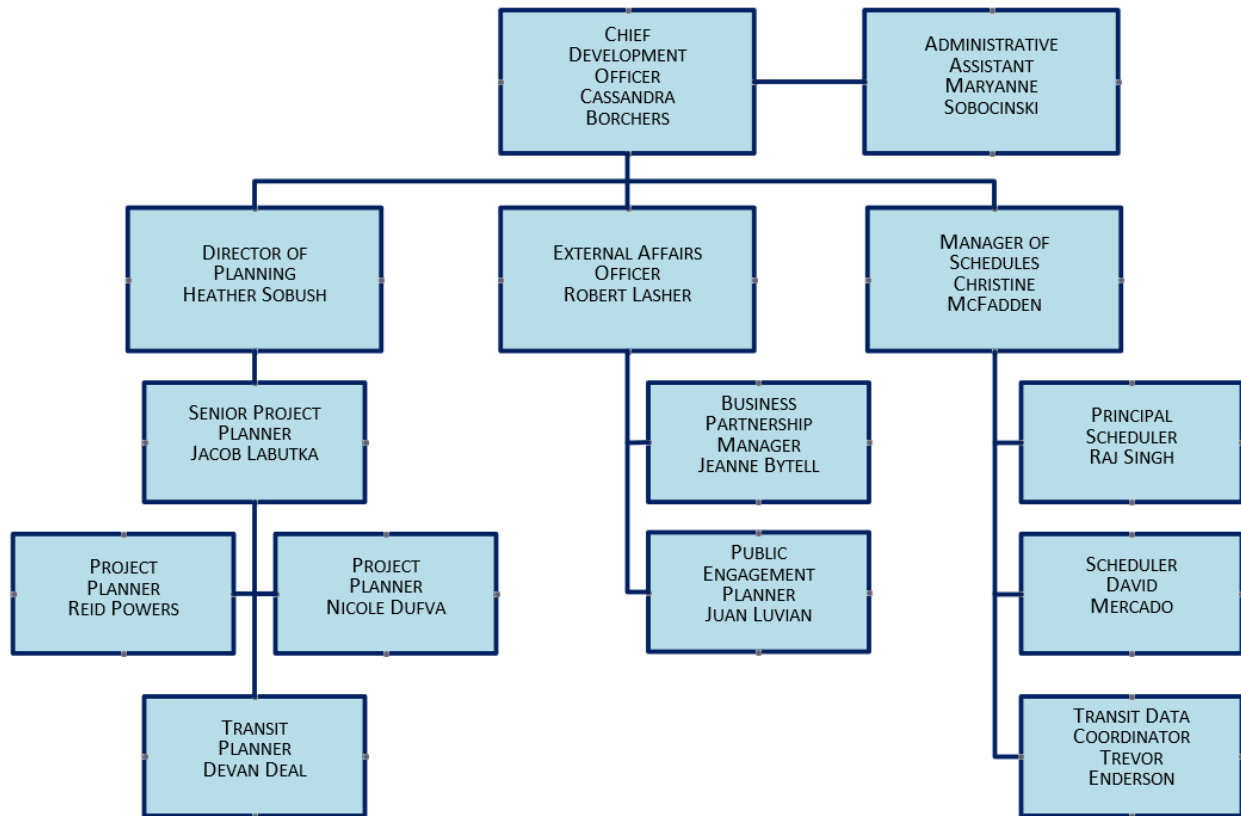 CHIEF
DEVELOPMENT
OFFICER
CASSANDRA
BORCHERS
ADMINISTRATIVE
ASSISTANT
MARYANNE
SOBOCINSKI
DIRECTOR OF
PLANNING
HEATHER SOBUSH
EXTERNAL AFFAIRS
OFFICER
ROBERT LASHER
MANAGER OF
SCHEDULES
CHRISTINE
MCFADDEN
SENIOR PROJECT
PLANNER
JACOB LABUTKA
BUSINESS
PARTNERSHIP
MANAGER
JEANNE BYTELL
PRINCIPAL
SCHEDULER
RAJ SINGH
PROJECT
PLANNER
REID POWERS
PROJECT
PLANNER
NICOLE DUFVA
PUBLIC
ENGAGEMENT
PLANNER
JUAN LUVIAN
SCHEDULER
DAVID
MERCADO
TRANSIT
PLANNER
DEVAN DEAL
TRANSIT DATA
COORDINATOR
TREVOR
ENDERSON